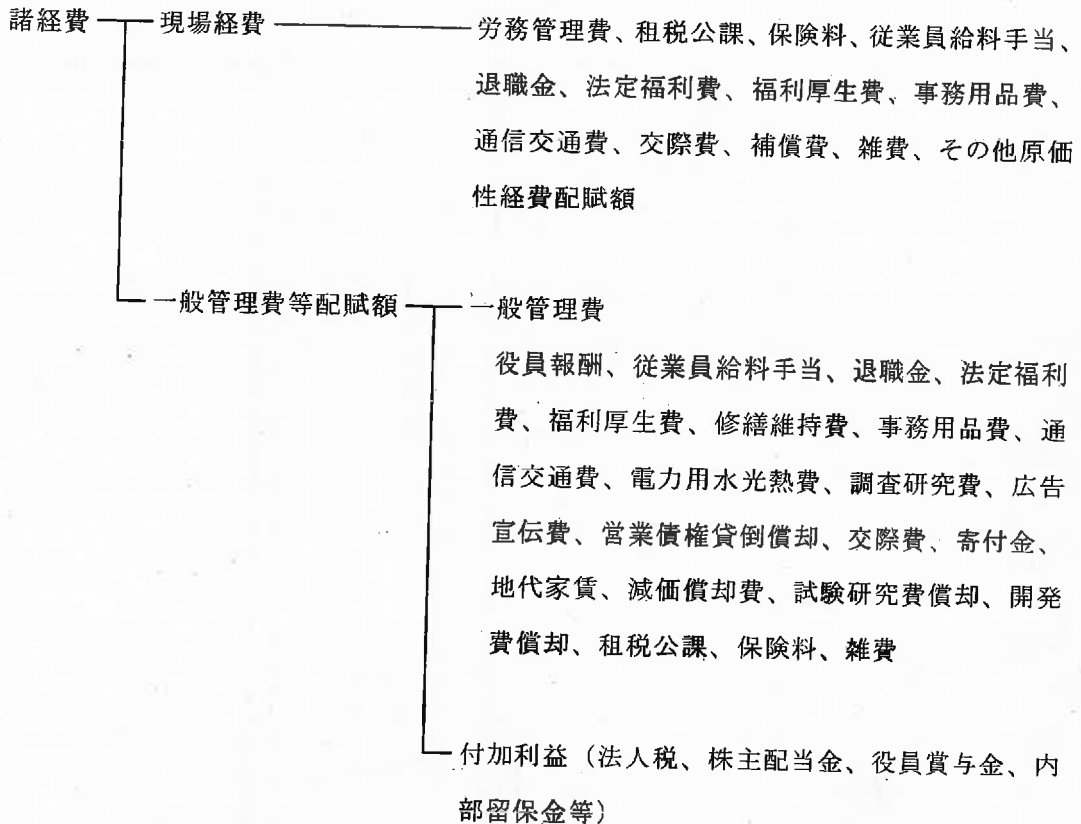 諸経費 現場経費 労務管理費、租税公課、保険料、従業員給料手当、
退職金、法定福利費、福利厚生費、事務用品費、
通信交通費、交際費、補償費、雑費、その他原価
性経費配賦額
一般管理費等配賦額 一般管理費
役員報酬、従業員給料手当、退職金、法定福利
費、福利厚生費、修繕維持費、事務用品費、通
信交通費、電力用水光熱費、調査研究費、広告
宣伝費、営業債権貸倒償却、交際費、寄付金、
地代家賃、減価償却費、試験研究費償却、開発
費償却、租税公課、保険料、雑費
付加利益（法人税、株主配当金、役員賞与金、内
部留保金等）